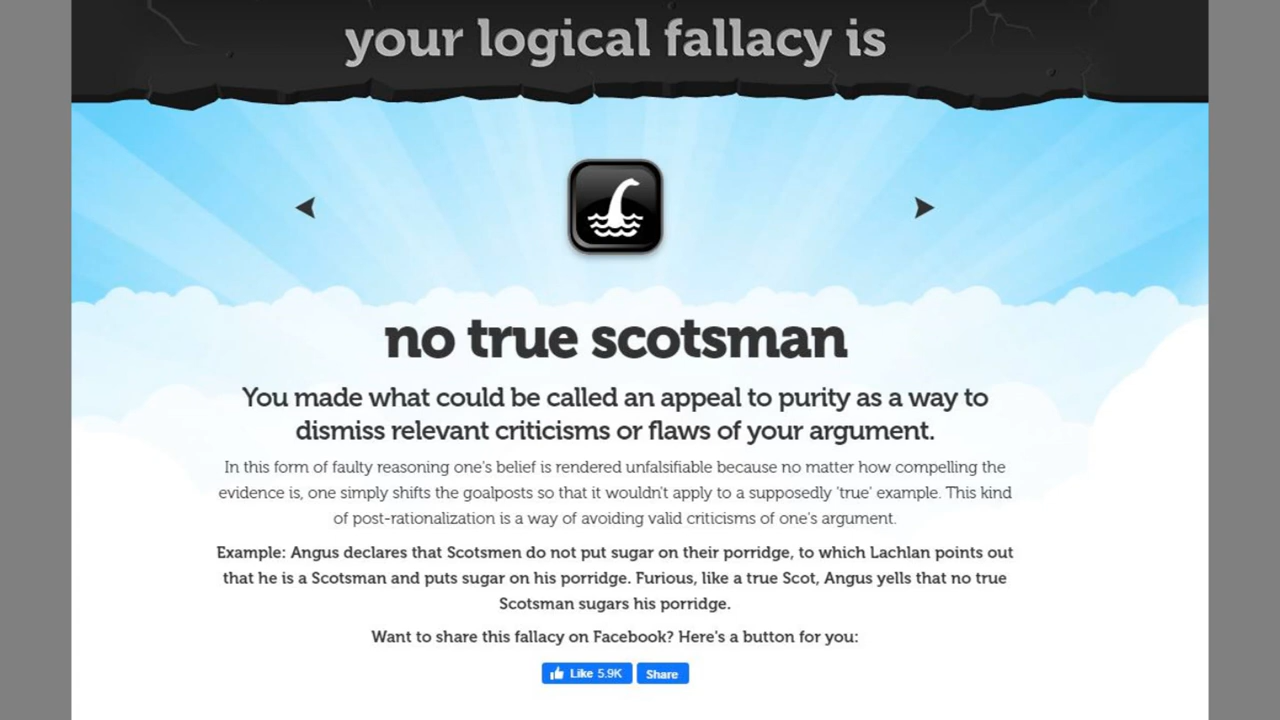 your logical fallacy is
no true scotsman
You made what could be called an appeal to purity as a way to
dismiss relevant criticisms or flaws of your argument.
In this form of faulty reasoning one's belief is rendered unfalsifiable because no matter how compelling the
evidence is, one simply shifts the goalposts so that it wouldn't apply to a supposedly 'true' example. This kind
of post-rationalization is a way of avoiding valid criticisms of one's argument.
Example: Angus declares that Scotsmen do not put sugar on their porridge, to which Lachlan points out
that he is a Scotsman and puts sugar on his porridge. Furious, like a true Scot, Angus yells that no true
Scotsman sugars his porridge.
Want to share this fallacy on Facebook? Here's a button for you:
Like 5.9K Share